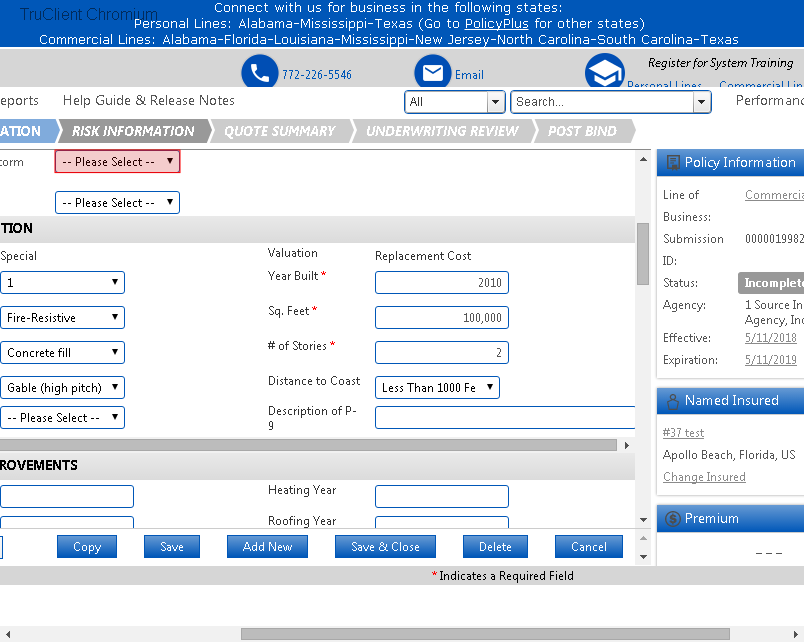 TruClient Chromium
Connect with us for business in the following states:
Personal Lines: Alabama-Mississippi-Texas (Go to PolicyPlus for other states)
Commercial Lines: Alabama-Florida-Louisiana-Mississippi-New Jersey-North Carolina-South Carolina-Texas
772-226-5546
Email
Register for System Training
Personal Lines Commercial Lin
eports Help Guide & Release Notes
All
Search...
Performanc
ATION RISK INFORMATION QUOTE SUMMARY UNDERWRITING REVIEW POST BIND
torm -- Please Select --
-- Please Select --
TION
Special Valuation Replacement Cost
1 Year Built * 2010
Fire-Resistive Sq. Feet * 100,000
Concrete fill # of Stories * 2
Gable (high pitch) Distance to Coast Less Than 1000 Fe
-- Please Select -- Description of P-
9
ROVEMENTS
Heating Year
Roofing Year
Copy Save Add New Save & Close Delete Cancel
* Indicates a Required Field
Policy Information
Line of Business: Commercia
Submission ID: 0000019982
Status: Incomplete
Agency: 1 Source In
Agency, Inc
Effective: 5/11/2018
Expiration: 5/11/2019
Named Insured
#37 test
Apollo Beach, Florida, US
Change Insured
Premium
_ _ _